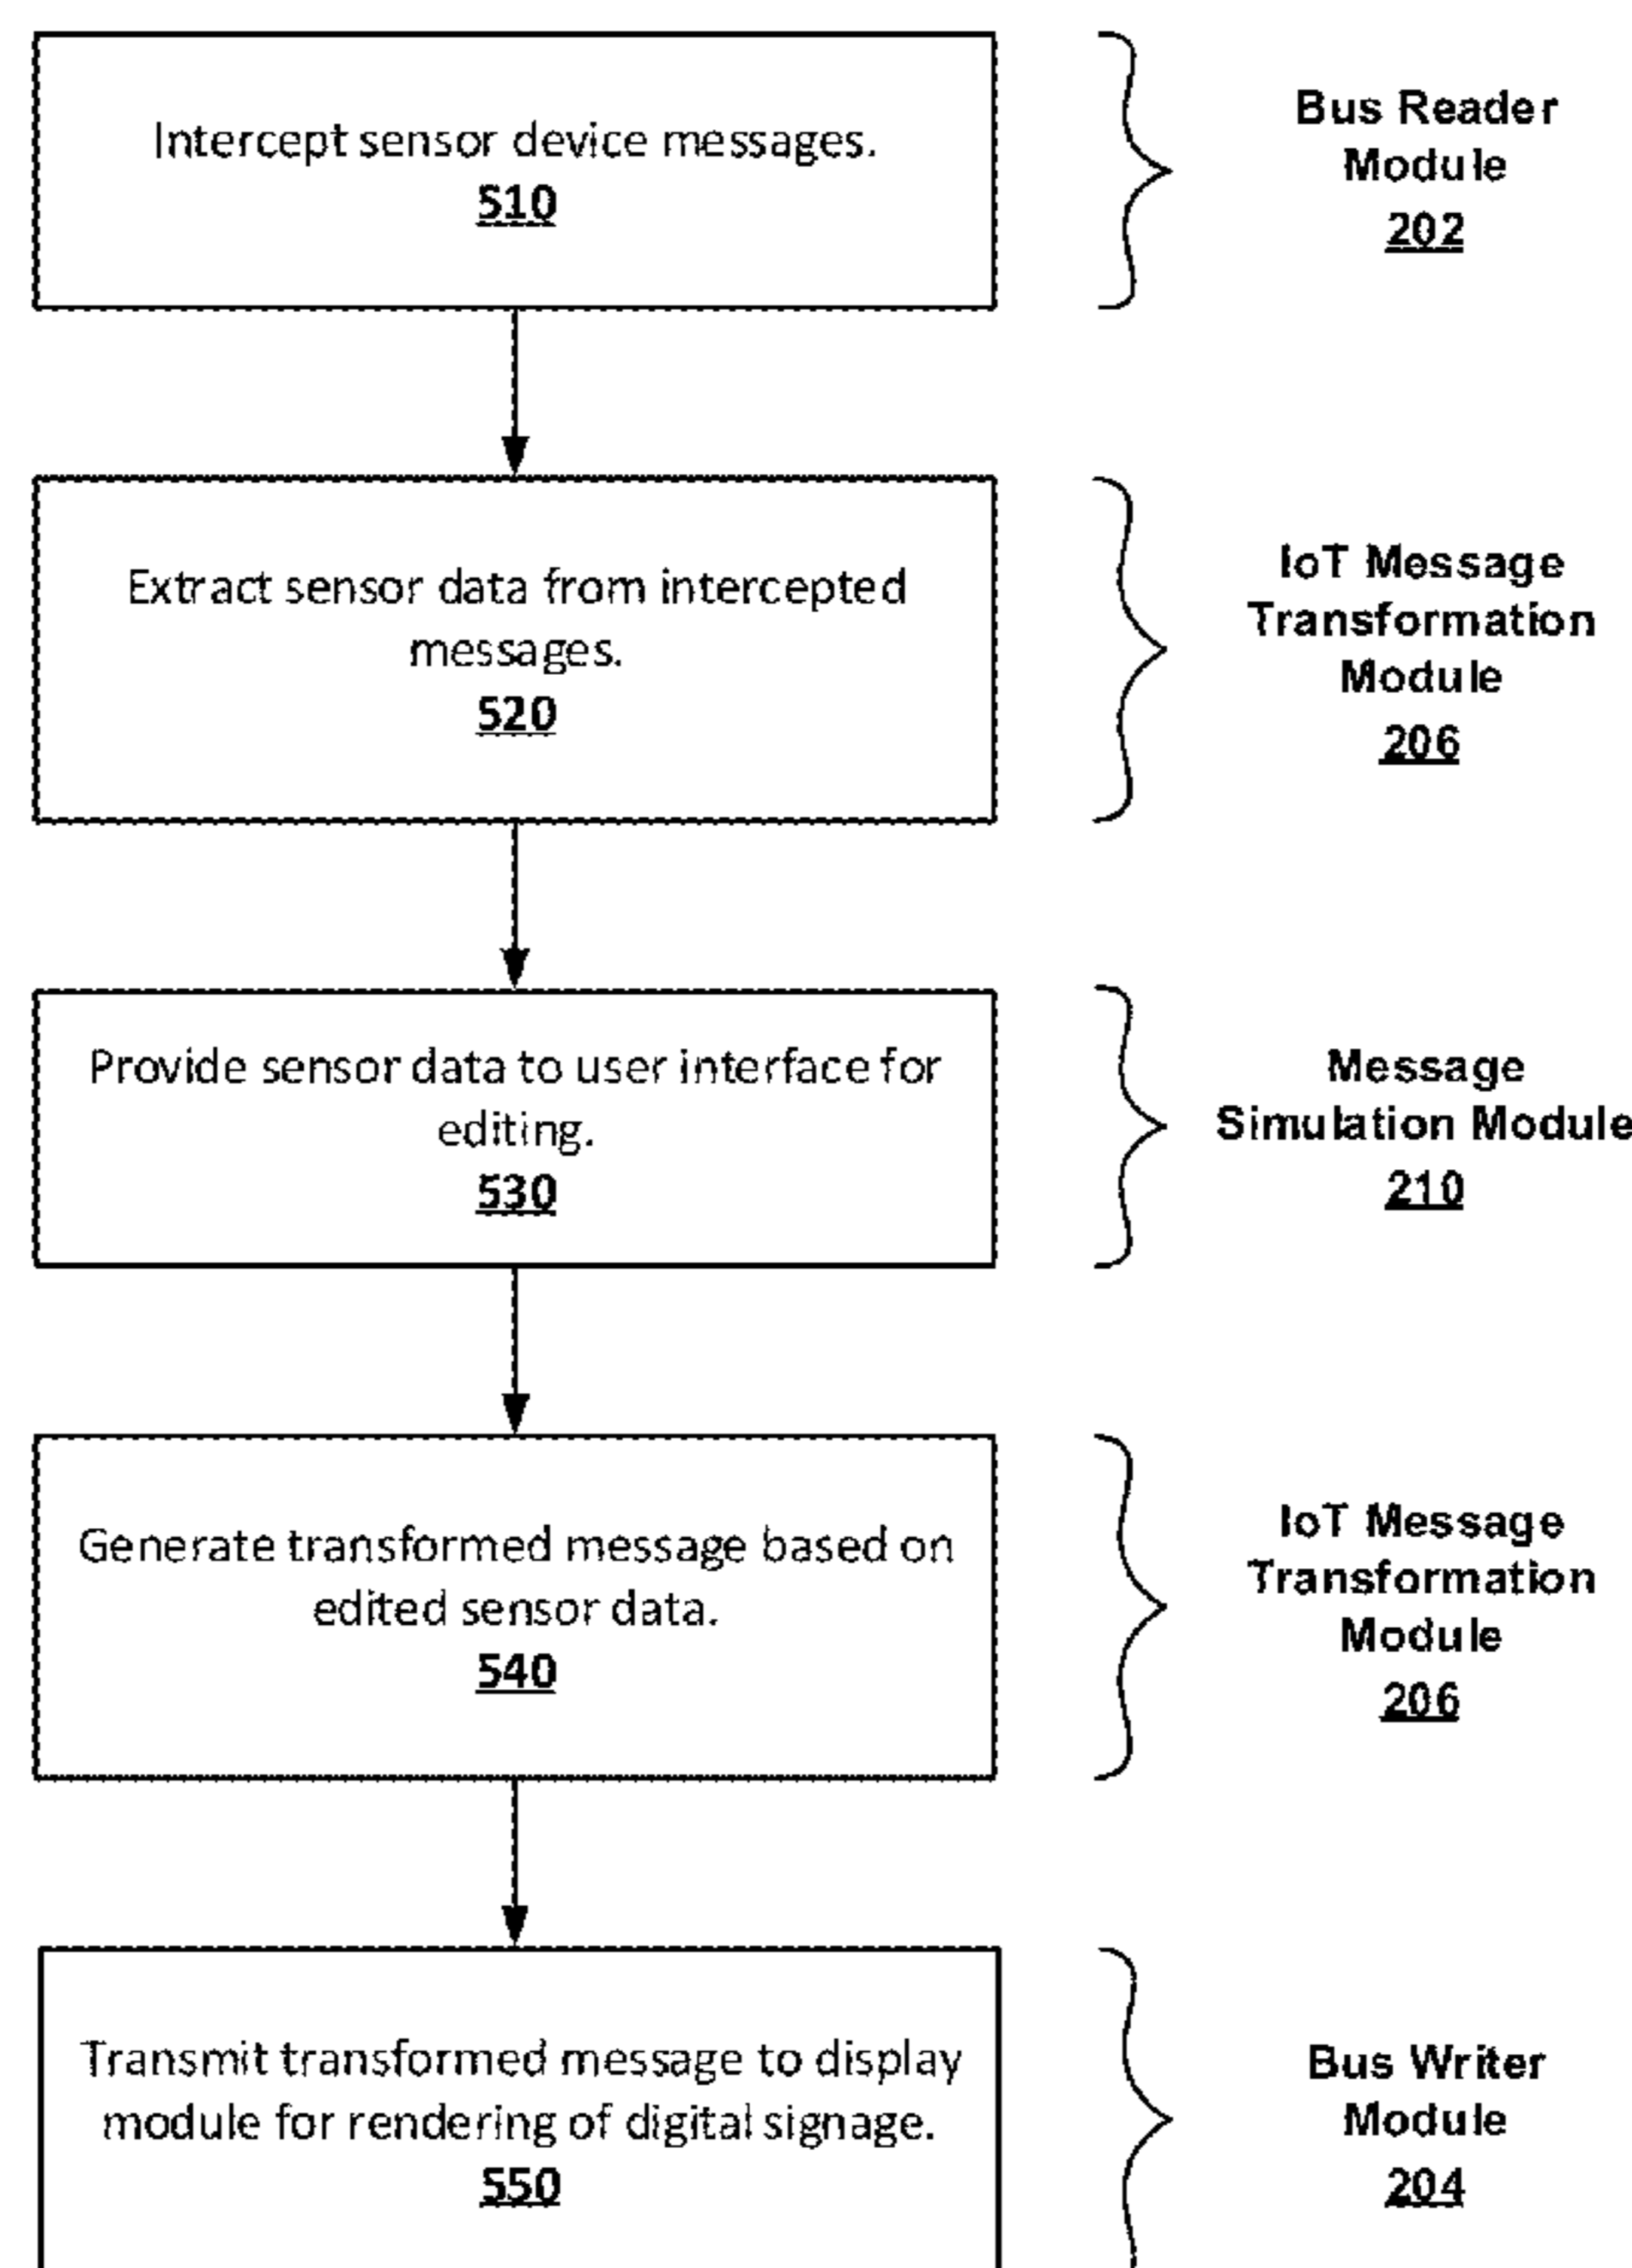 Intercept sensor device messages.
510
Bus Reader
Module
202
Extract sensor data from intercepted
messages.
520
IoT Message
Transformation
Module
206
Provide sensor data to user interface for
editing.
530
Message
Simulation Module
210
Generate transformed message based on
edited sensor data.
540
IoT Message
Transformation
Module
206
Transmit transformed message to display
module for rendering of digital signage.
550
Bus Writer
Module
204